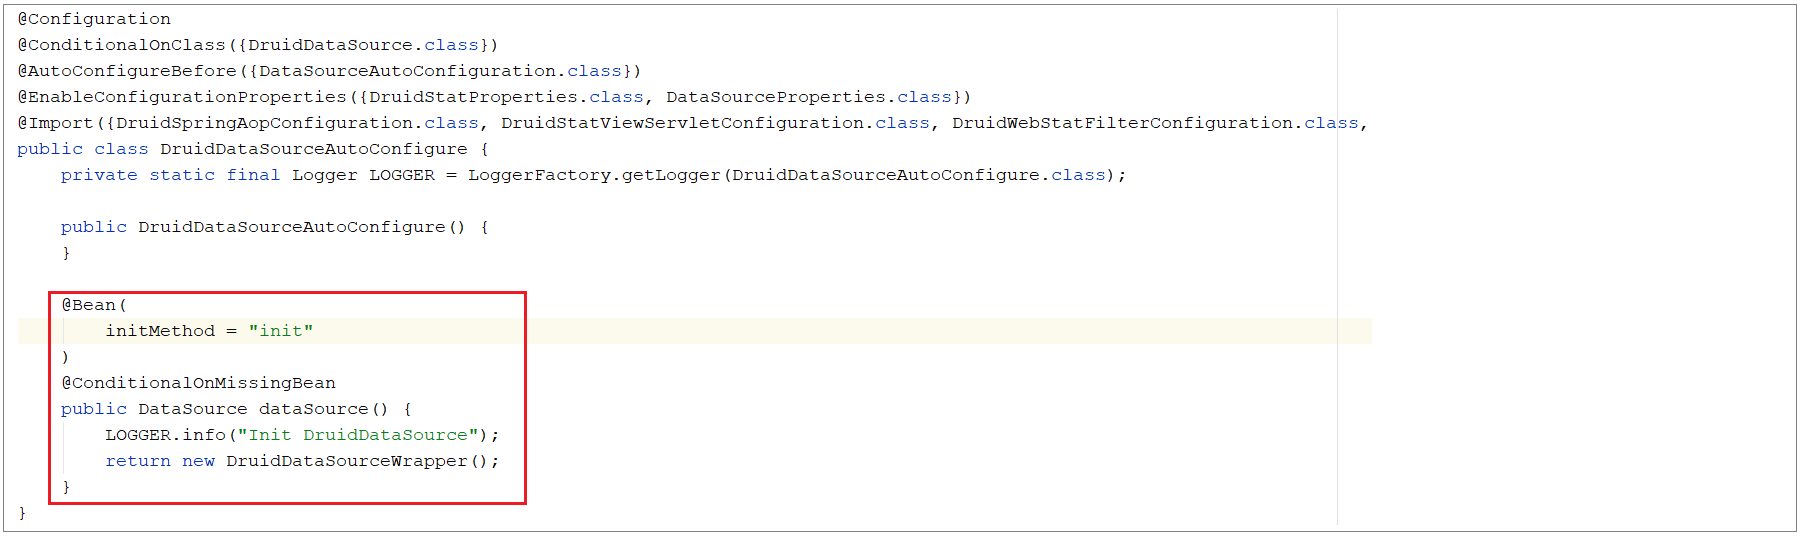 @Configuration
@ConditionalOnClass({DruidDataSource.class})
@AutoConfigureBefore({DataSourceAutoConfiguration.class})
@EnableConfigurationProperties({DruidStatProperties.class, DataSourceProperties.class})
@Import({DruidSpringAopConfiguration.class, DruidStatViewServletConfiguration.class, DruidWebStatFilterConfiguration.class,
public class DruidDataSourceAutoConfigure {
    private static final Logger LOGGER = LoggerFactory.getLogger(DruidDataSourceAutoConfigure.class);

    public DruidDataSourceAutoConfigure() {
    }

    @Bean(
        initMethod = "init"
    )
    @ConditionalOnMissingBean
    public DataSource dataSource() {
        LOGGER.info("Init DruidDataSource");
        return new DruidDataSourceWrapper();
    }
}